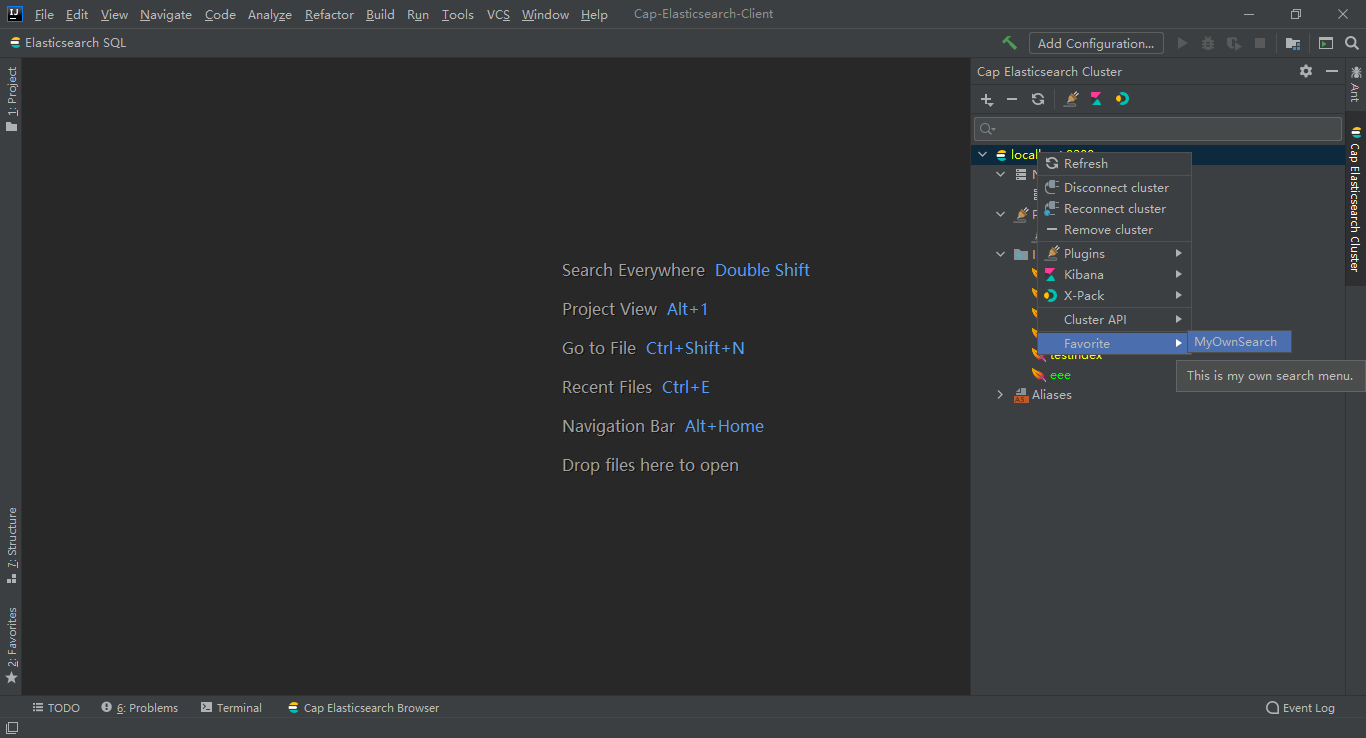 File Edit View Navigate Code Analyze Refactor Build Run Tools VCS Window Help Cap-Elasticsearch-Client
Elasticsearch SQL
Add Configuration...
1: Project
7: Structure
2: Favorites
Search Everywhere Double Shift
Project View Alt+1
Go to File Ctrl+Shift+N
Recent Files Ctrl+E
Navigation Bar Alt+Home
Drop files here to open
Cap Elasticsearch Cluster
Refresh
Disconnect cluster
Reconnect cluster
Remove cluster
Plugins
Kibana
X-Pack
Cluster API
Favorite
MyOwnSearch
This is my own search menu.
testindex
eee
Aliases
Ant
Cap Elasticsearch Cluster
TODO
6: Problems
Terminal
Cap Elasticsearch Browser
Event Log